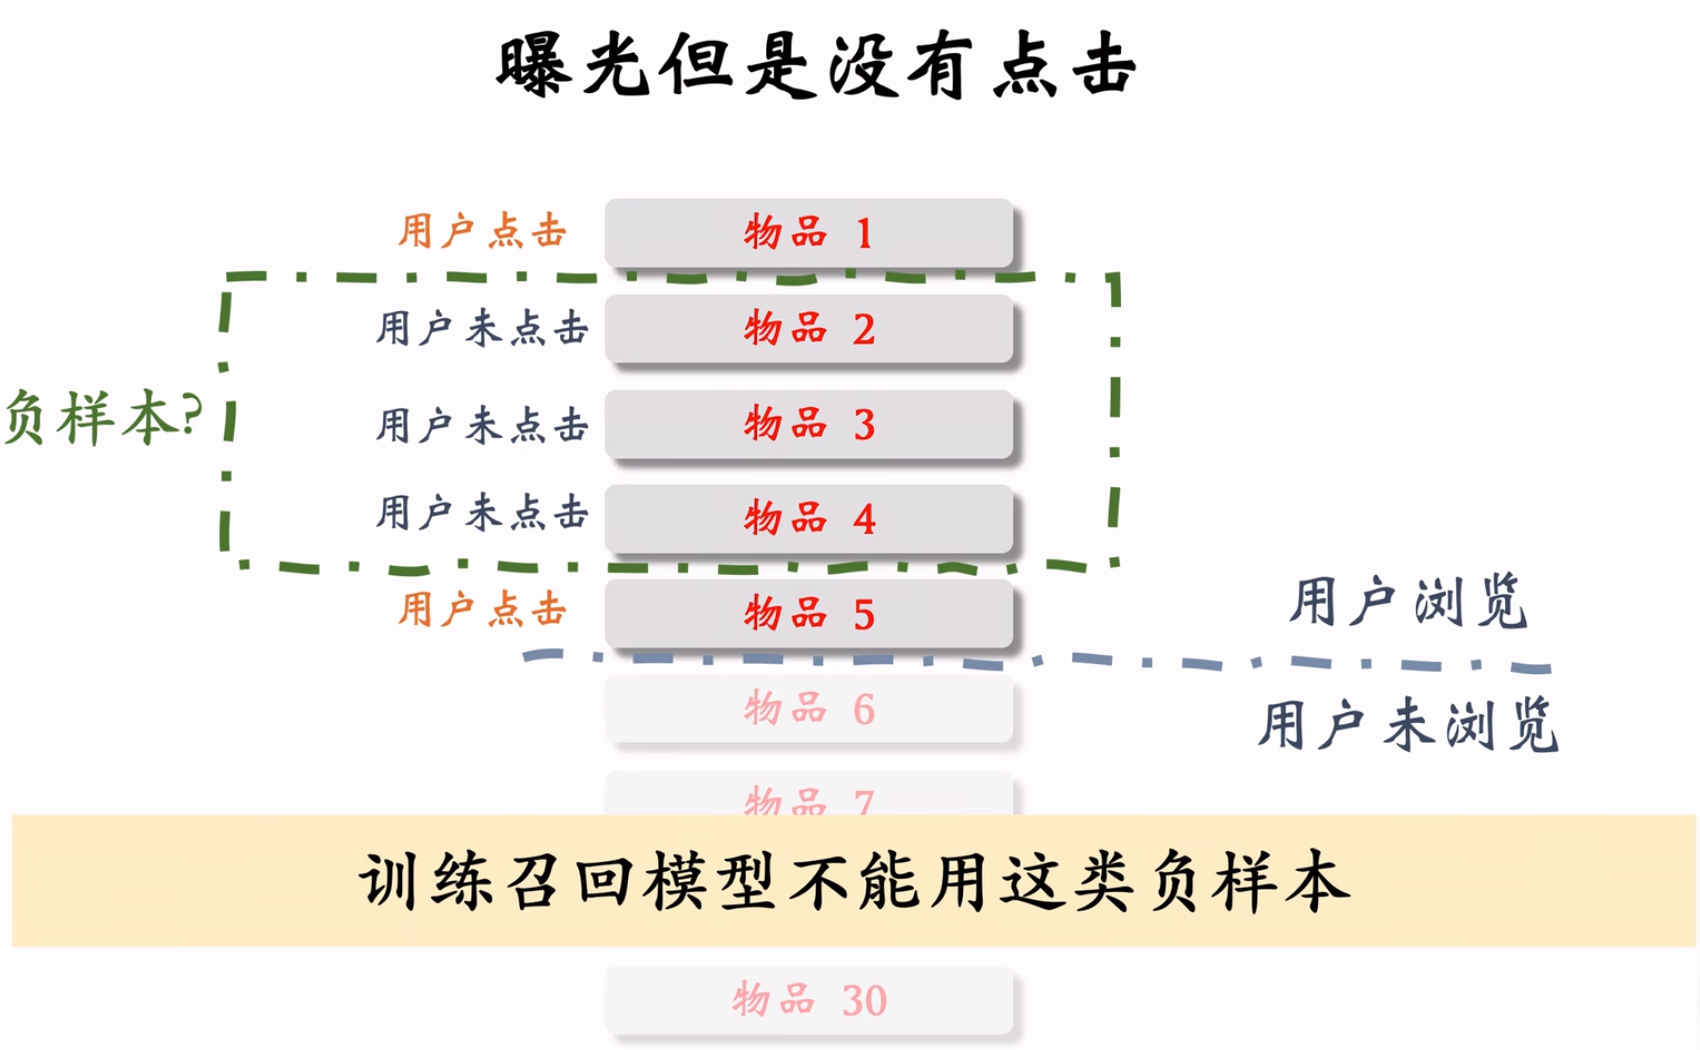 曝光但是没有点击
用户点击 物品 1
用户未点击 物品 2
负样本?
用户未点击 物品 3
用户未点击 物品 4
用户点击 物品 5
用户浏览
物品 6
用户未浏览
物品 7
训练召回模型不能用这类负样本
物品 30